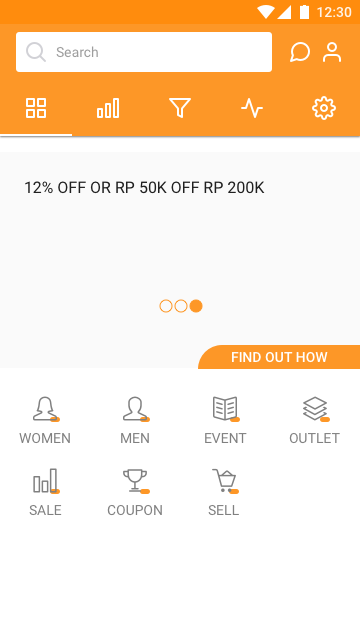 12:30
Search
12% OFF OR RP 50K OFF RP 200K
FIND OUT HOW
WOMEN MEN EVENT OUTLET
SALE COUPON SELL